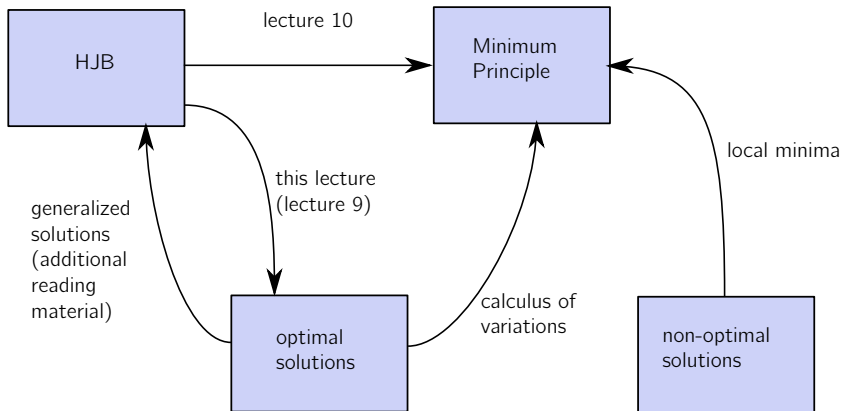 lecture 10
HJB
Minimum
Principle
local minima
this lecture
(lecture 9)
generalized
solutions
(additional
reading
material)
calculus of
variations
optimal
solutions
non-optimal
solutions